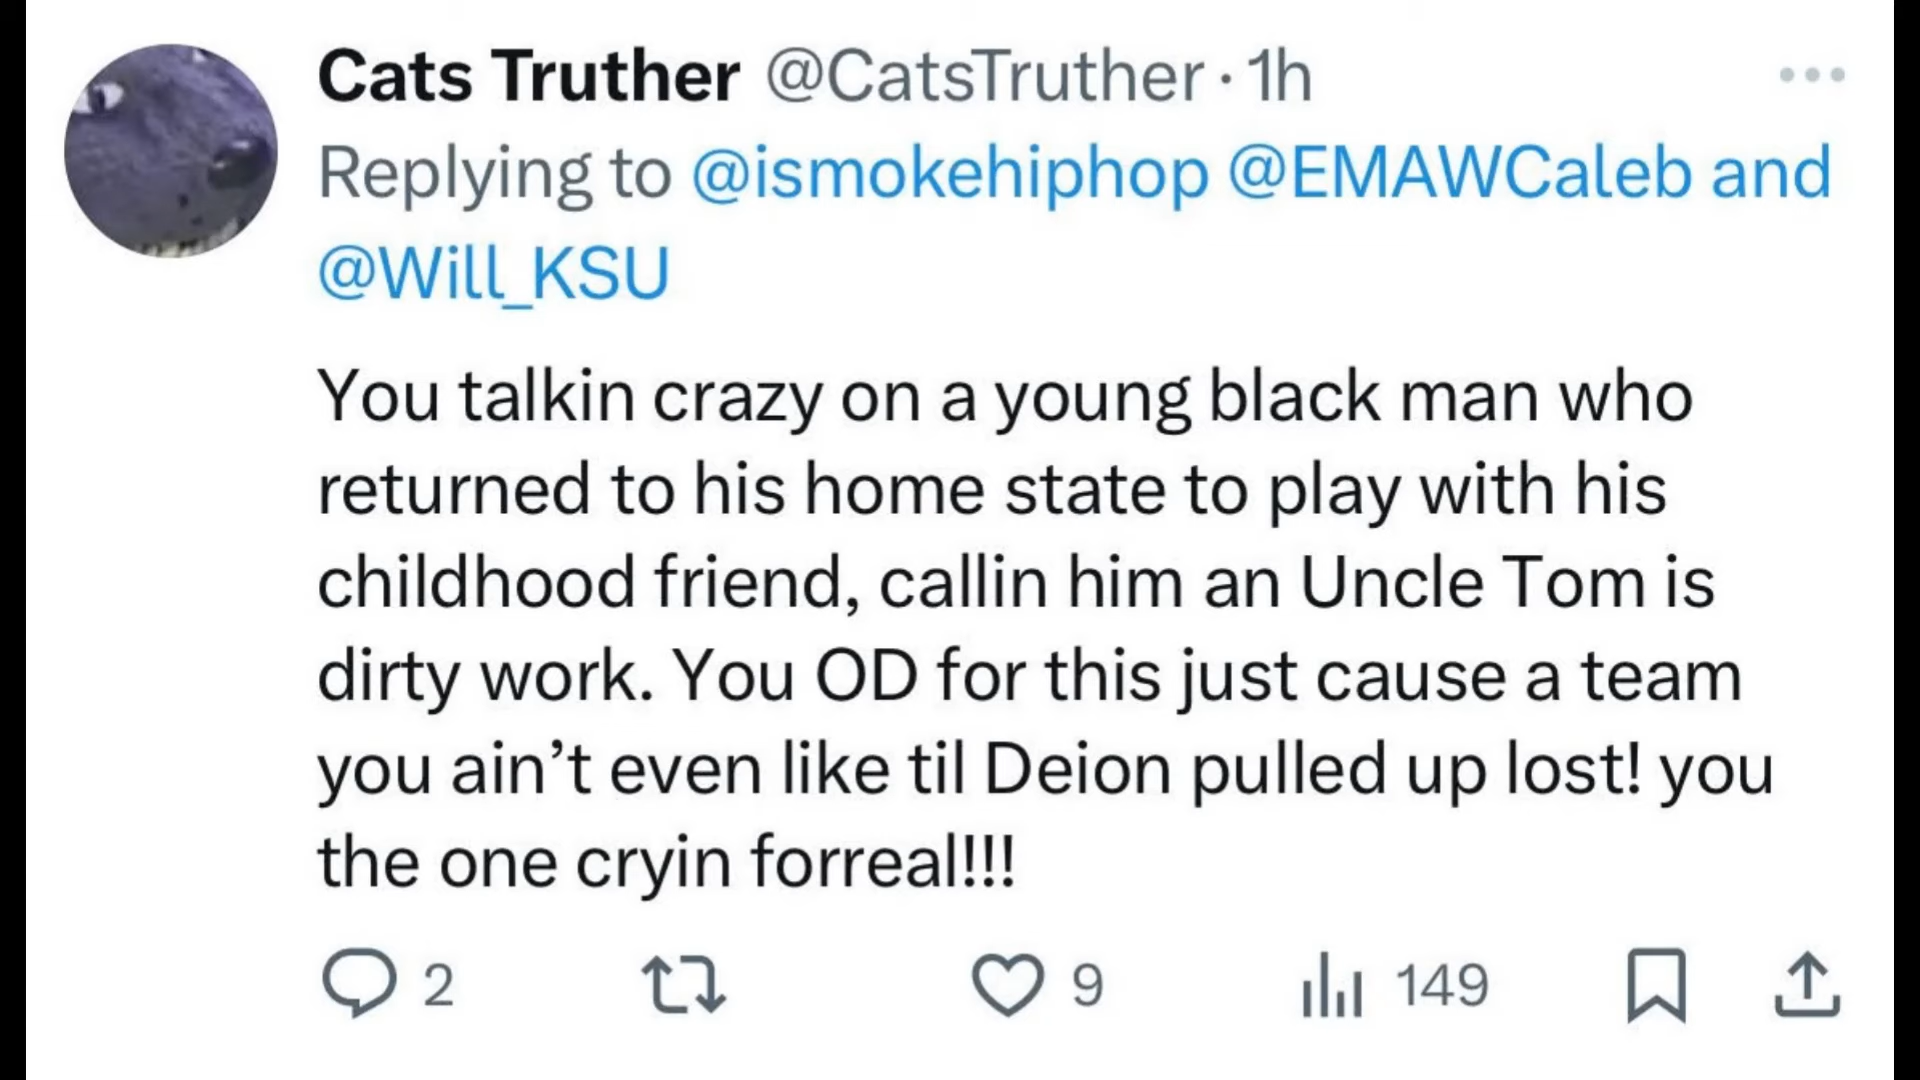 Cats Truther @CatsTruther · 1h
Replying to @ismokehiphop @EMAWCaleb and
@Will_KSU
You talkin crazy on a young black man who
returned to his home state to play with his
childhood friend, callin him an Uncle Tom is
dirty work. You OD for this just cause a team
you ain’t even like til Deion pulled up lost! you
the one cryin forreal!!!
2 9 149